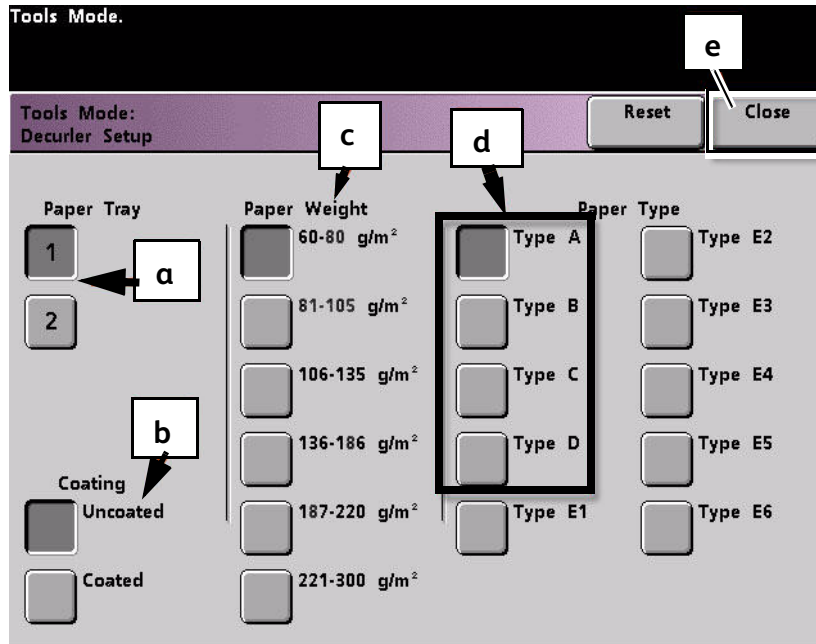 Tools Mode.
e
Tools Mode:
Decurler Setup
Reset
Close
c
d
Paper Tray
1
2
a
b
Coating
Uncoated
Coated
Paper Weight
60-80 g/m²
81-105 g/m²
106-135 g/m²
136-186 g/m²
187-220 g/m²
221-300 g/m²
Paper Type
Type A
Type B
Type C
Type D
Type E1
Type E2
Type E3
Type E4
Type E5
Type E6